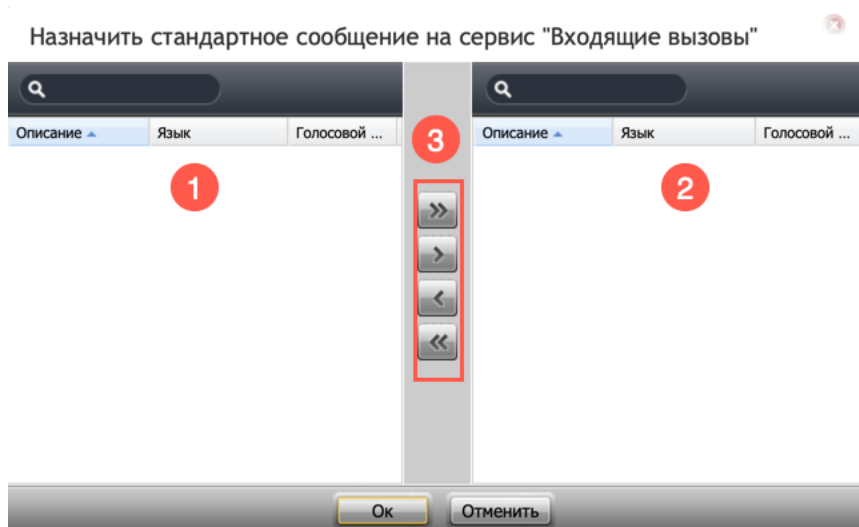 Назначить стандартное сообщение на сервис "Входящие вызовы"
Описание Язык Голосовой ... Описание Язык Голосовой ...
3
1 2
Ок Отменить